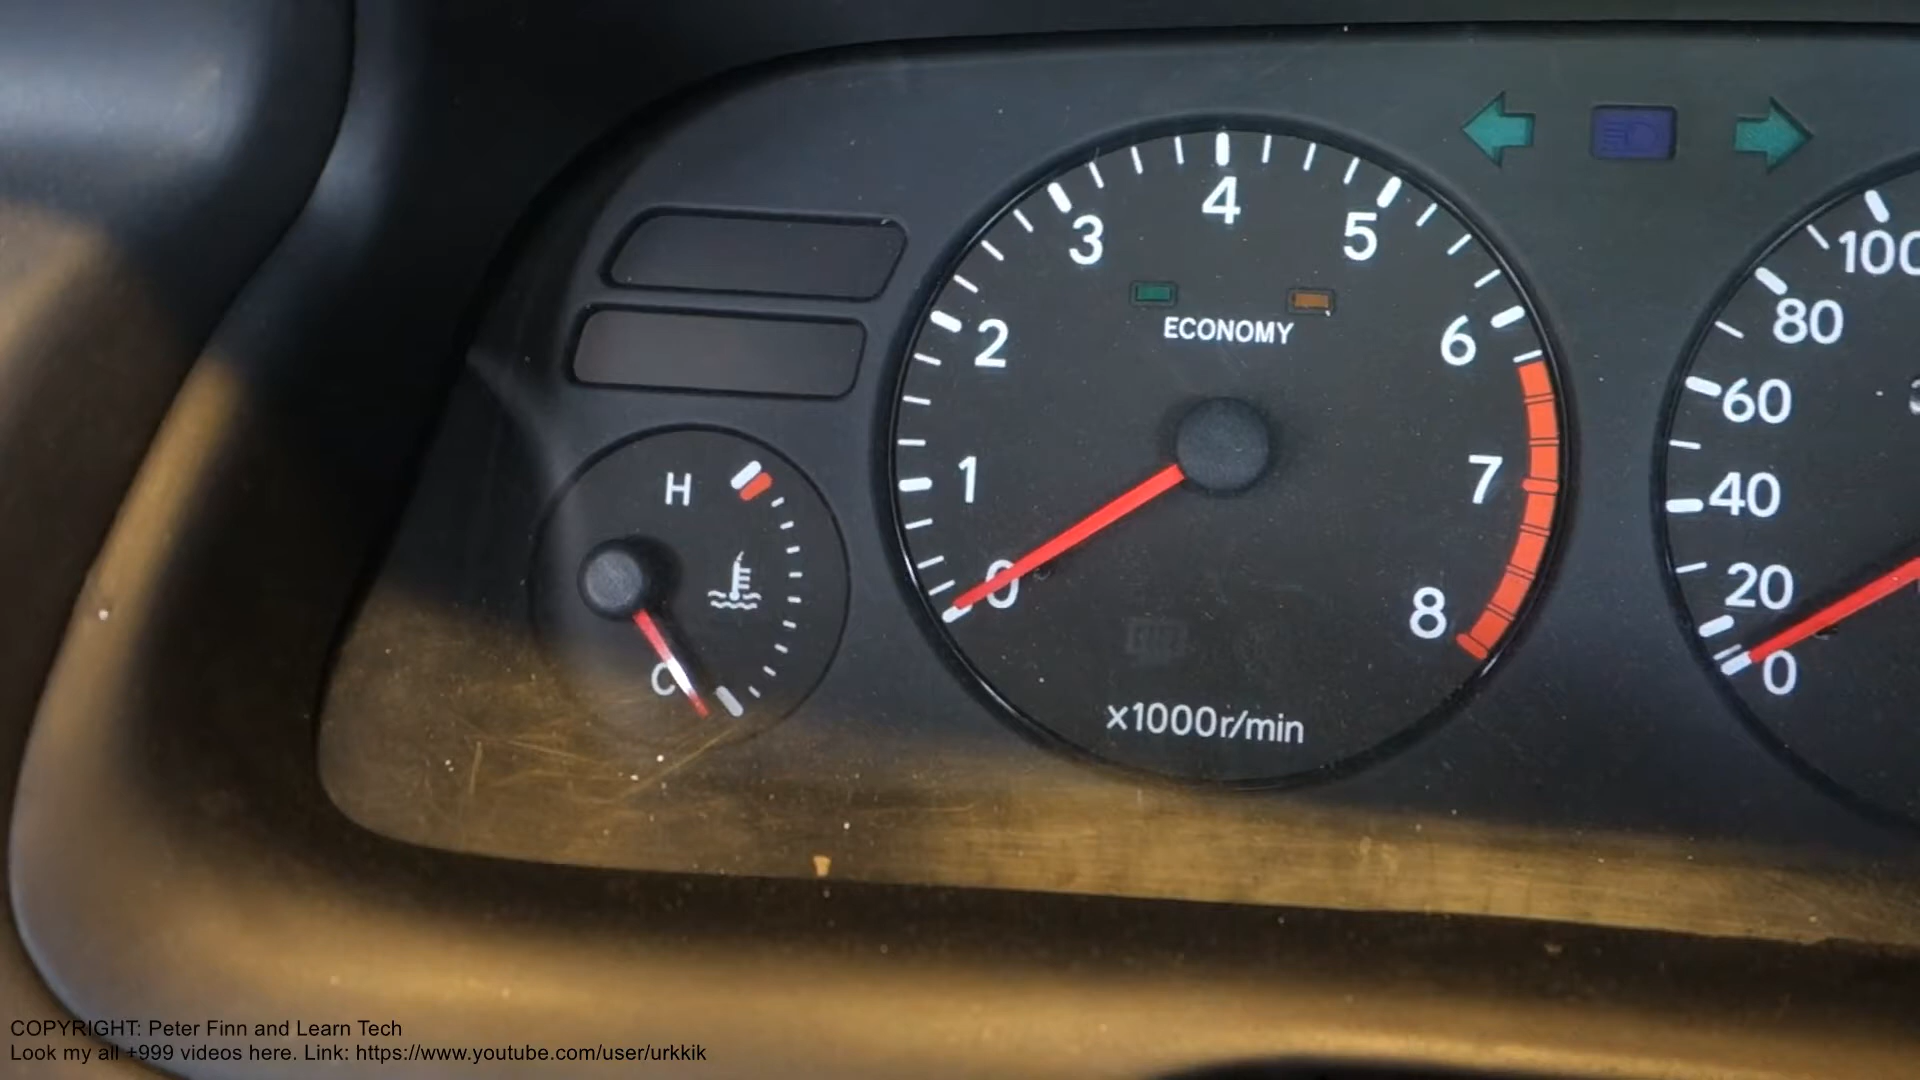 H
C
0
1
2
3
4
5
6
7
8
ECONOMY
x1000r/min
0
20
40
60
80
100
COPYRIGHT: Peter Finn and Learn Tech
Look my all +999 videos here. Link: https://www.youtube.com/user/urkkik